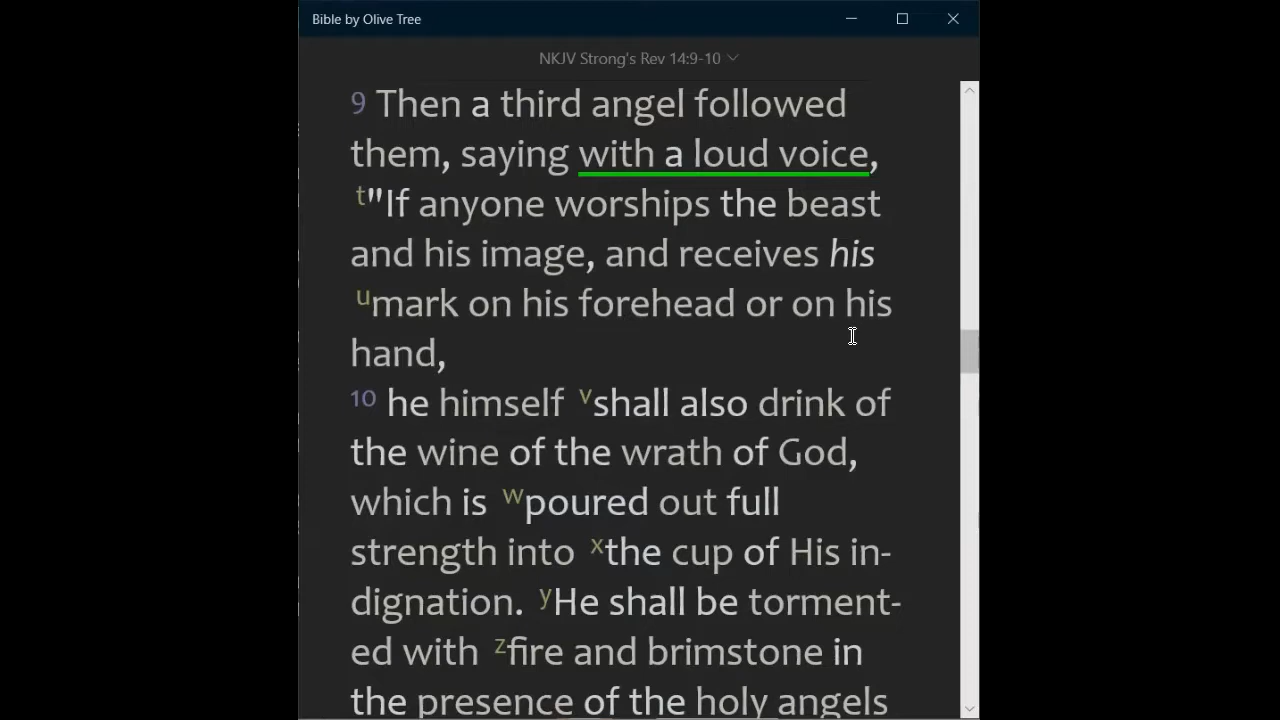 Bible by Olive Tree
NKJV Strong's Rev 14:9-10
9 Then a third angel followed
them, saying with a loud voice,
t"If anyone worships the beast
and his image, and receives his
umark on his forehead or on his
hand,
10 he himself vshall also drink of
the wine of the wrath of God,
which is wpoured out full
strength into xthe cup of His in-
dignation. yHe shall be torment-
ed with zfire and brimstone in
the presence of the holy angels